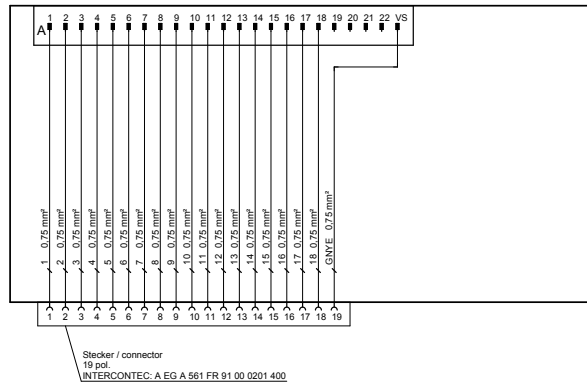 1 2 3 4 5 6 7 8 9 10 11 12 13 14 15 16 17 18 19 20 21 22 VS
A
1 0,75 mm²
2 0,75 mm²
3 0,75 mm²
4 0,75 mm²
5 0,75 mm²
6 0,75 mm²
7 0,75 mm²
8 0,75 mm²
9 0,75 mm²
10 0,75 mm²
11 0,75 mm²
12 0,75 mm²
13 0,75 mm²
14 0,75 mm²
15 0,75 mm²
16 0,75 mm²
17 0,75 mm²
18 0,75 mm²
GNYE 0,75 mm²
1 2 3 4 5 6 7 8 9 10 11 12 13 14 15 16 17 18 19
Stecker / connector
19 pol.
INTERCONTEC: A EG A 561 FR 91 00 0201 400